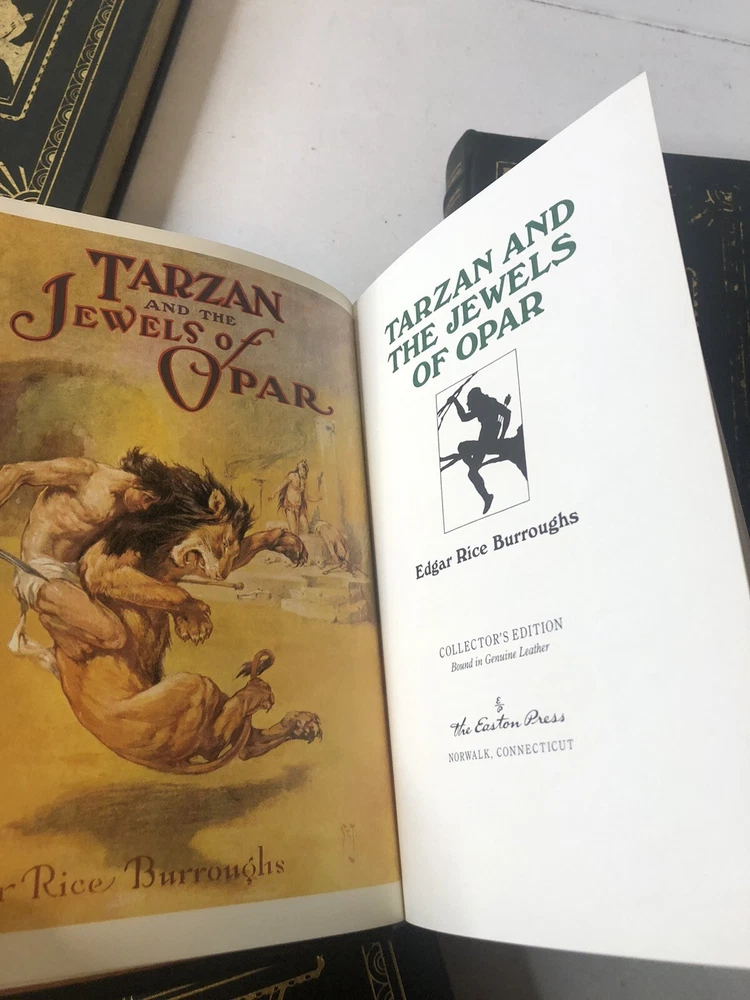 TARZAN
AND THE
JEWELS of
OPAR
r Rice Burroughs
TARZAN AND
THE JEWELS
OF OPAR
Edgar Rice Burroughs
COLLECTOR'S EDITION
Bound in Genuine Leather
the Easton Press
NORWALK, CONNECTICUT